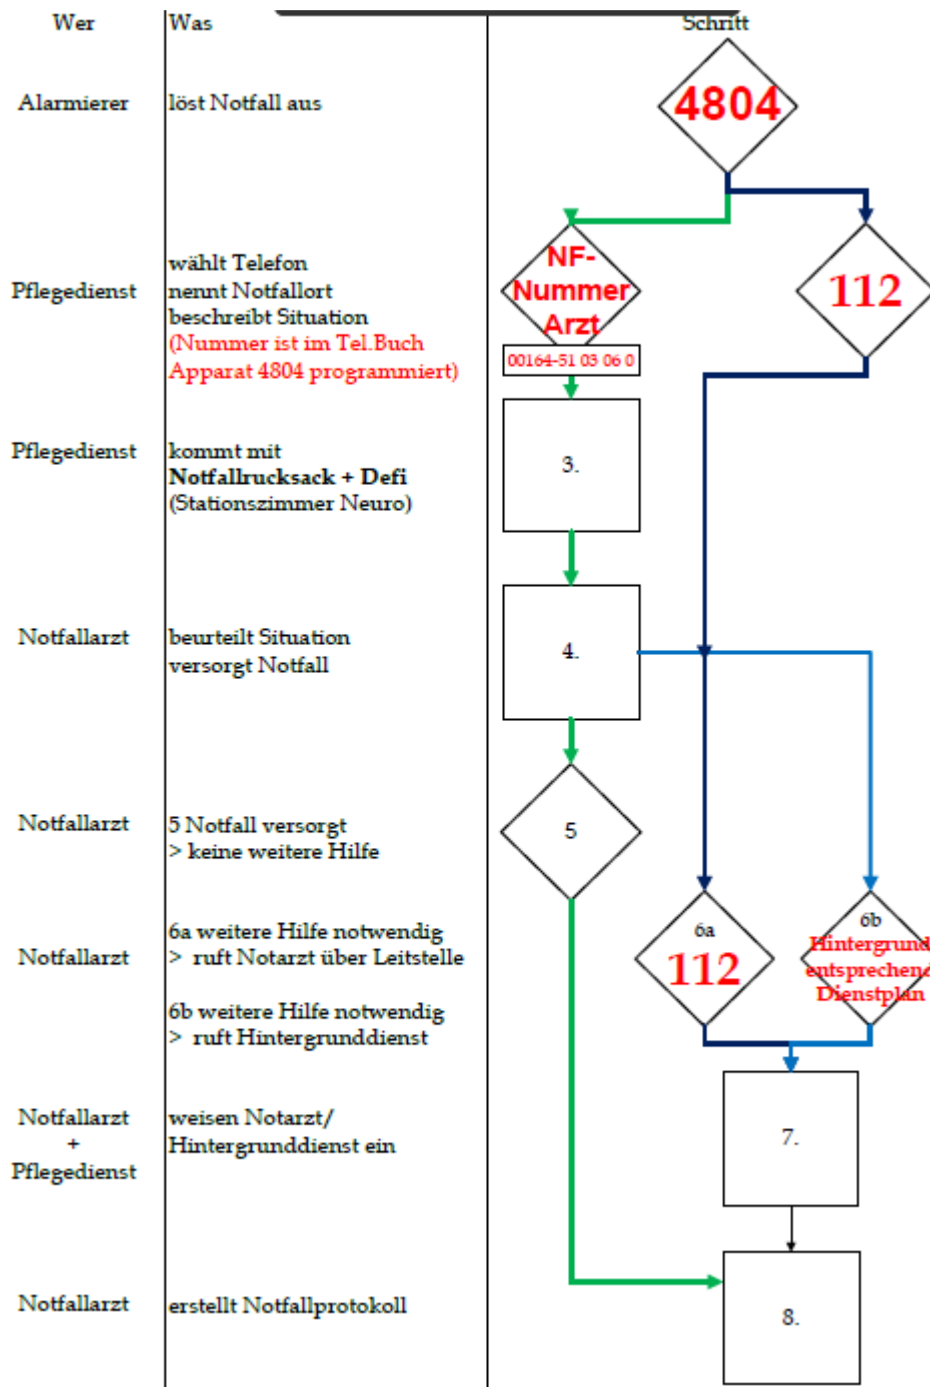 Wer Was Schritt
Alarmierer löst Notfall aus 4804
wählt Telefon
Pflegedienst nennt Notfallort
beschreibt Situation
(Nummer ist im Tel.Buch
Apparat 4804 programmiert)
NF-
Nummer
Arzt
112
00164-51 03 06 0
Pflegedienst kommt mit
Notfallrucksack + Defi
(Stationszimmer Neuro)
3.
Notfallarzt beurteilt Situation
versorgt Notfall
4.
Notfallarzt 5 Notfall versorgt
> keine weitere Hilfe
5
6a weitere Hilfe notwendig
Notfallarzt > ruft Notarzt über Leitstelle
6b weitere Hilfe notwendig
> ruft Hintergrunddienst
6a
112
6b
Hintergrund
entsprechend
Dienstplan
Notfallarzt
+
Pflegedienst
weisen Notarzt/
Hintergrunddienst ein
7.
Notfallarzt erstellt Notfallprotokoll 8.